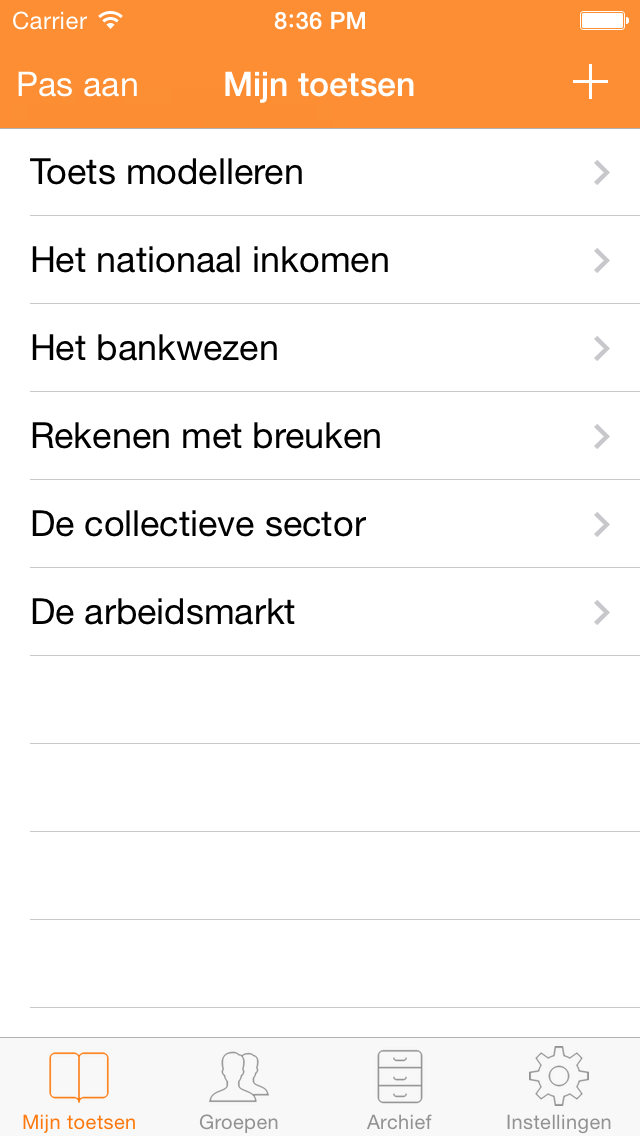 Carrier 8:36 PM
Pas aan Mijn toetsen +
Toets modelleren
Het nationaal inkomen
Het bankwezen
Rekenen met breuken
De collectieve sector
De arbeidsmarkt
Mijn toetsen Groepen Archief Instellingen